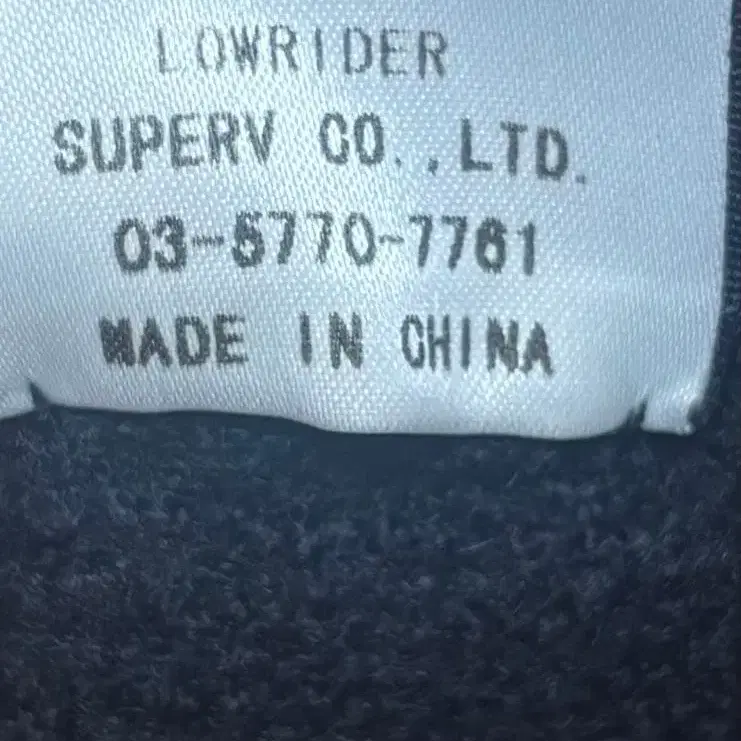 LOWRIDER
SUPERV CO.,LTD.
03-5770-7761
MADE IN CHINA